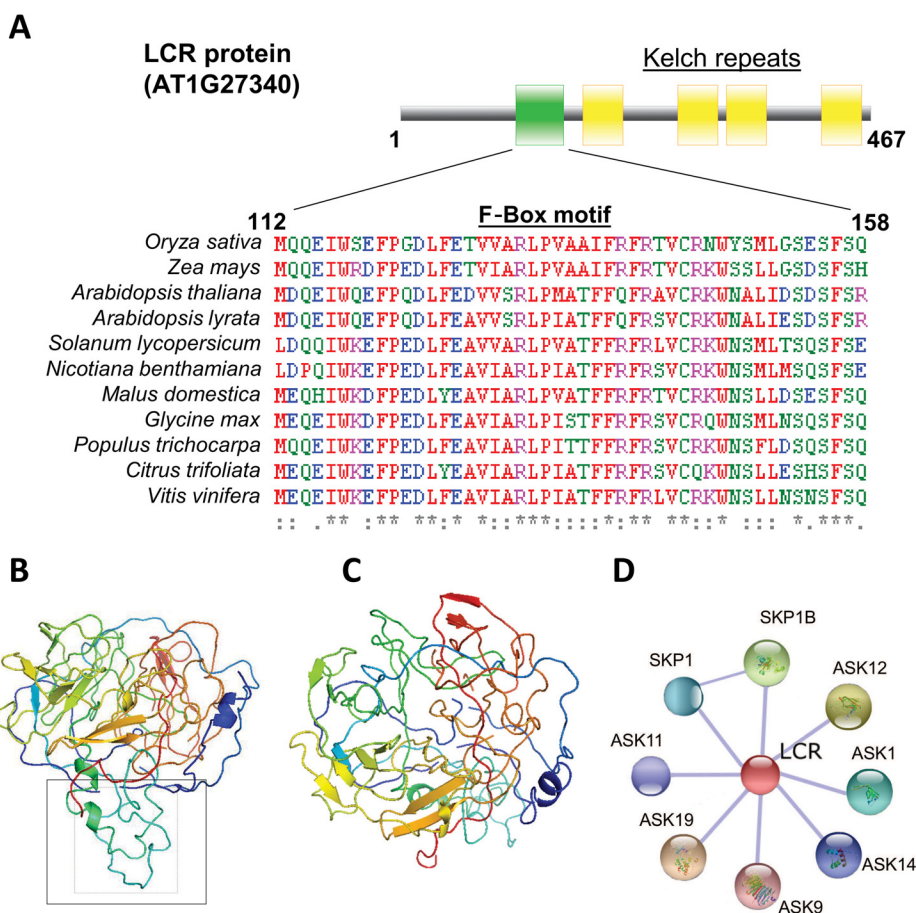 A
LCR protein
(AT1G27340)
Kelch repeats
1
467
112
F-Box motif
158
Oryza sativa MQQEIWSEFPGDLFETVVARLPVAAIFRFRTVCRNWYSMLGSESFSQ
Zea mays MQQEIWRDFPEDLFETVIARLPVAAIFRFRTVCRKWSSLLGSDSFSH
Arabidopsis thaliana MDQEIWQEFPQDLFEDVVSRLPMATFFQFRAVCRKWNALIDSDSFSR
Arabidopsis lyrata MDQEIWQEFPQDLFEAVVSRLPIATFFQFRSVCRKWNALIESDSFSR
Solanum lycopersicum LDQQIWKEFPEDLFEAVVARLPIATFFRFRLVCRKWNSMLTSQSFSE
Nicotiana benthamiana LDPQIWKEFPEDLFEAVIARLPIATFFRFRSVCRKWNSMLMSQSFSE
Malus domestica MEQHIWKDFPEDLYEAVIARLPVATFFRFRTVCRKWNSLLDSESFSQ
Glycine max MEQEIWKDFPEDLFEAVIARLPISTFFRFRSVCRQWNSMLNSQSFSQ
Populus trichocarpa MQQEIWKEFPEDLFEAVIARLPITTFFRFRSVCRKWNSFLDSQSFSQ
Citrus trifoliata MEQEIWKEFPEDLYEAVIARLPIATFFRFRSVCQKWNSLLESHSFSQ
Vitis vinifera MEQEIWKEFPEDLFEAVIARLPIATFFRFRLVCRKWNSLLNSNSFSQ
:: .** :** **:* *::***::::*:** **::* ::: *.***.
B
C
D
SKP1B
SKP1
ASK12
ASK11
LCR
ASK1
ASK19
ASK14
ASK9